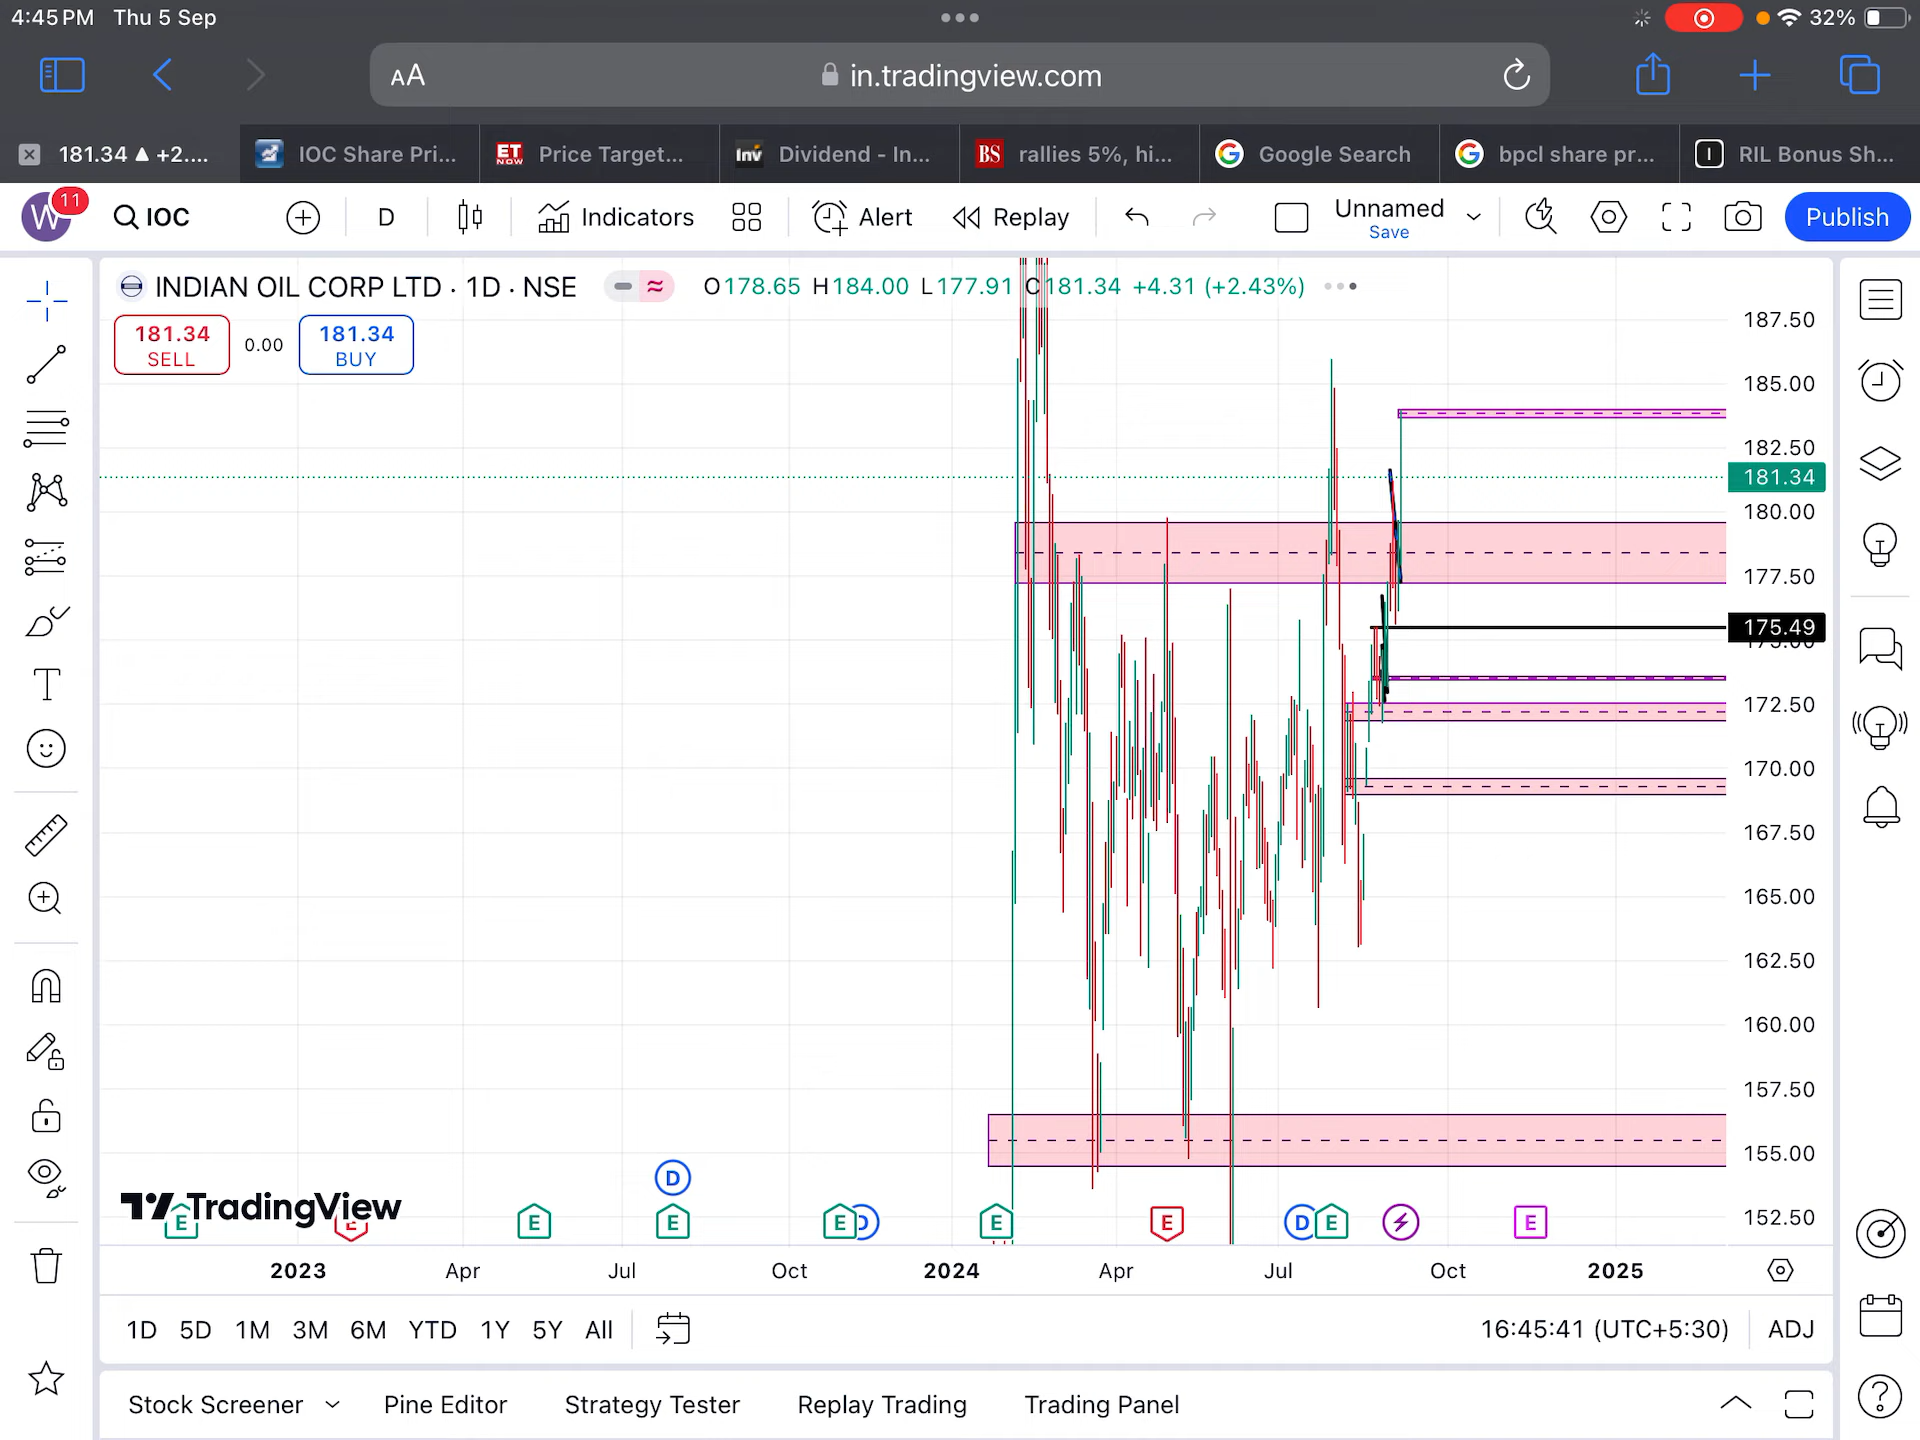 4:45 PM Thu 5 Sep
32%
AA
in.tradingview.com
181.34 ▲ +2....
IOC Share Pri...
ET NOW
Price Target...
Inv
Dividend - In...
BS
rallies 5%, hi...
G
Google Search
G
bpcl share pr...
I
RIL Bonus Sh...
W
11
IOC
D
Indicators
Alert
Replay
Unnamed
Save
Publish
INDIAN OIL CORP LTD · 1D · NSE
O178.65 H184.00 L177.91 C181.34 +4.31 (+2.43%)
181.34
SELL
0.00
181.34
BUY
187.50
185.00
182.50
181.34
180.00
177.50
175.49
172.50
170.00
167.50
165.00
162.50
160.00
157.50
155.00
152.50
TradingView
D
E
E
E
E
E
D
E
E
D
E
E
2023
Apr
Jul
Oct
2024
Apr
Jul
Oct
2025
1D 5D 1M 3M 6M YTD 1Y 5Y All
16:45:41 (UTC+5:30)
ADJ
Stock Screener
Pine Editor
Strategy Tester
Replay Trading
Trading Panel